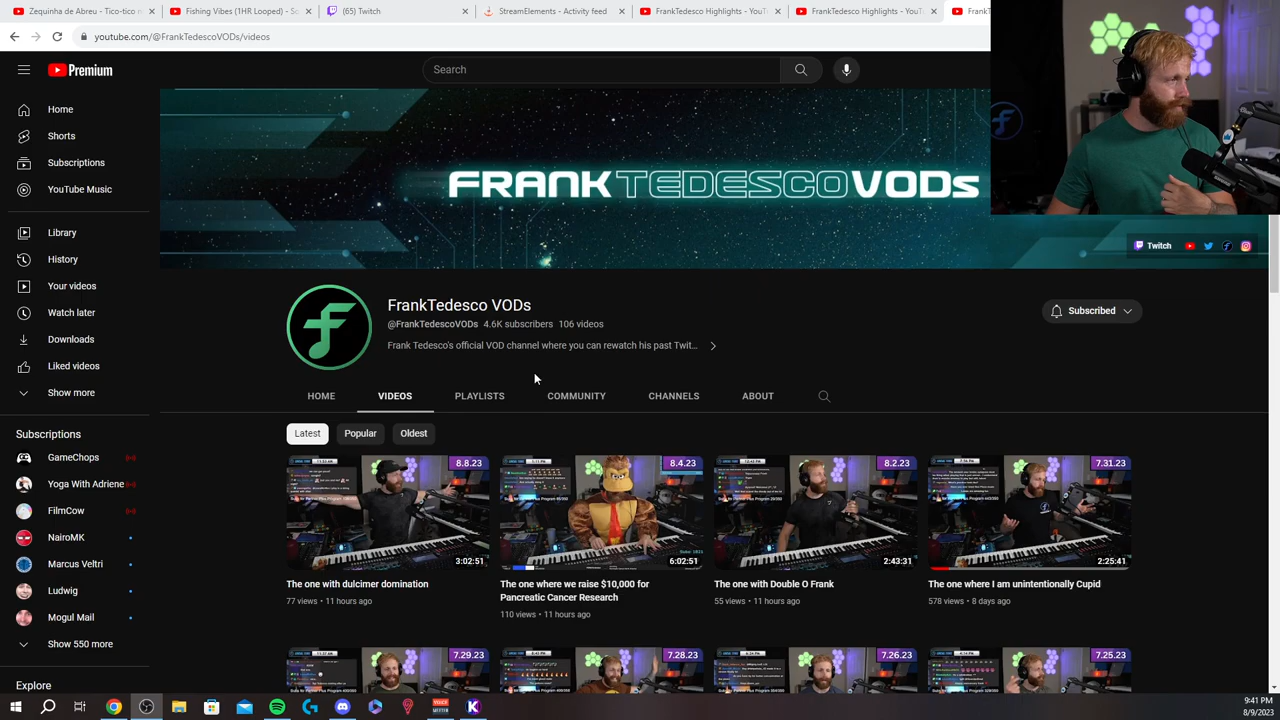 Zequinha de Abreu - Tico-tico n
Fishing Vibes (1HR Looped) - Sc
(65) Twitch
StreamElements - Activity feed
FrankTedesco Highlights - YouT
FrankTedesco Highlights - YouTu
FrankTe
youtube.com/@FrankTedescoVODs/videos
Premium
Search
Home
Shorts
Subscriptions
YouTube Music
Library
History
Your videos
Watch later
Downloads
Liked videos
Show more
Subscriptions
GameChops
Yoga With Adriene
PHLOW
NairoMK
Marcus Veltri
Ludwig
Mogul Mail
Show 550 more
Explore
FRANKTEDESCOVODs
Twitch
FrankTedesco VODs
@FrankTedescoVODs 4.6K subscribers 106 videos
Frank Tedesco's official VOD channel where you can rewatch his past Twit...
Subscribed
HOME
VIDEOS
PLAYLISTS
COMMUNITY
CHANNELS
ABOUT
Latest
Popular
Oldest
3:02:51
8.4.23
6:02:51
2:43:31
7.31.23
2:25:41
The one with dulcimer domination
77 views • 11 hours ago
The one where we raise $10,000 for
Pancreatic Cancer Research
110 views • 11 hours ago
The one with Double O Frank
55 views • 11 hours ago
The one where I am unintentionally Cupid
578 views • 8 days ago
7.29.23
7.28.23
7.26.23
7.25.23
9:41 PM
8/9/2023